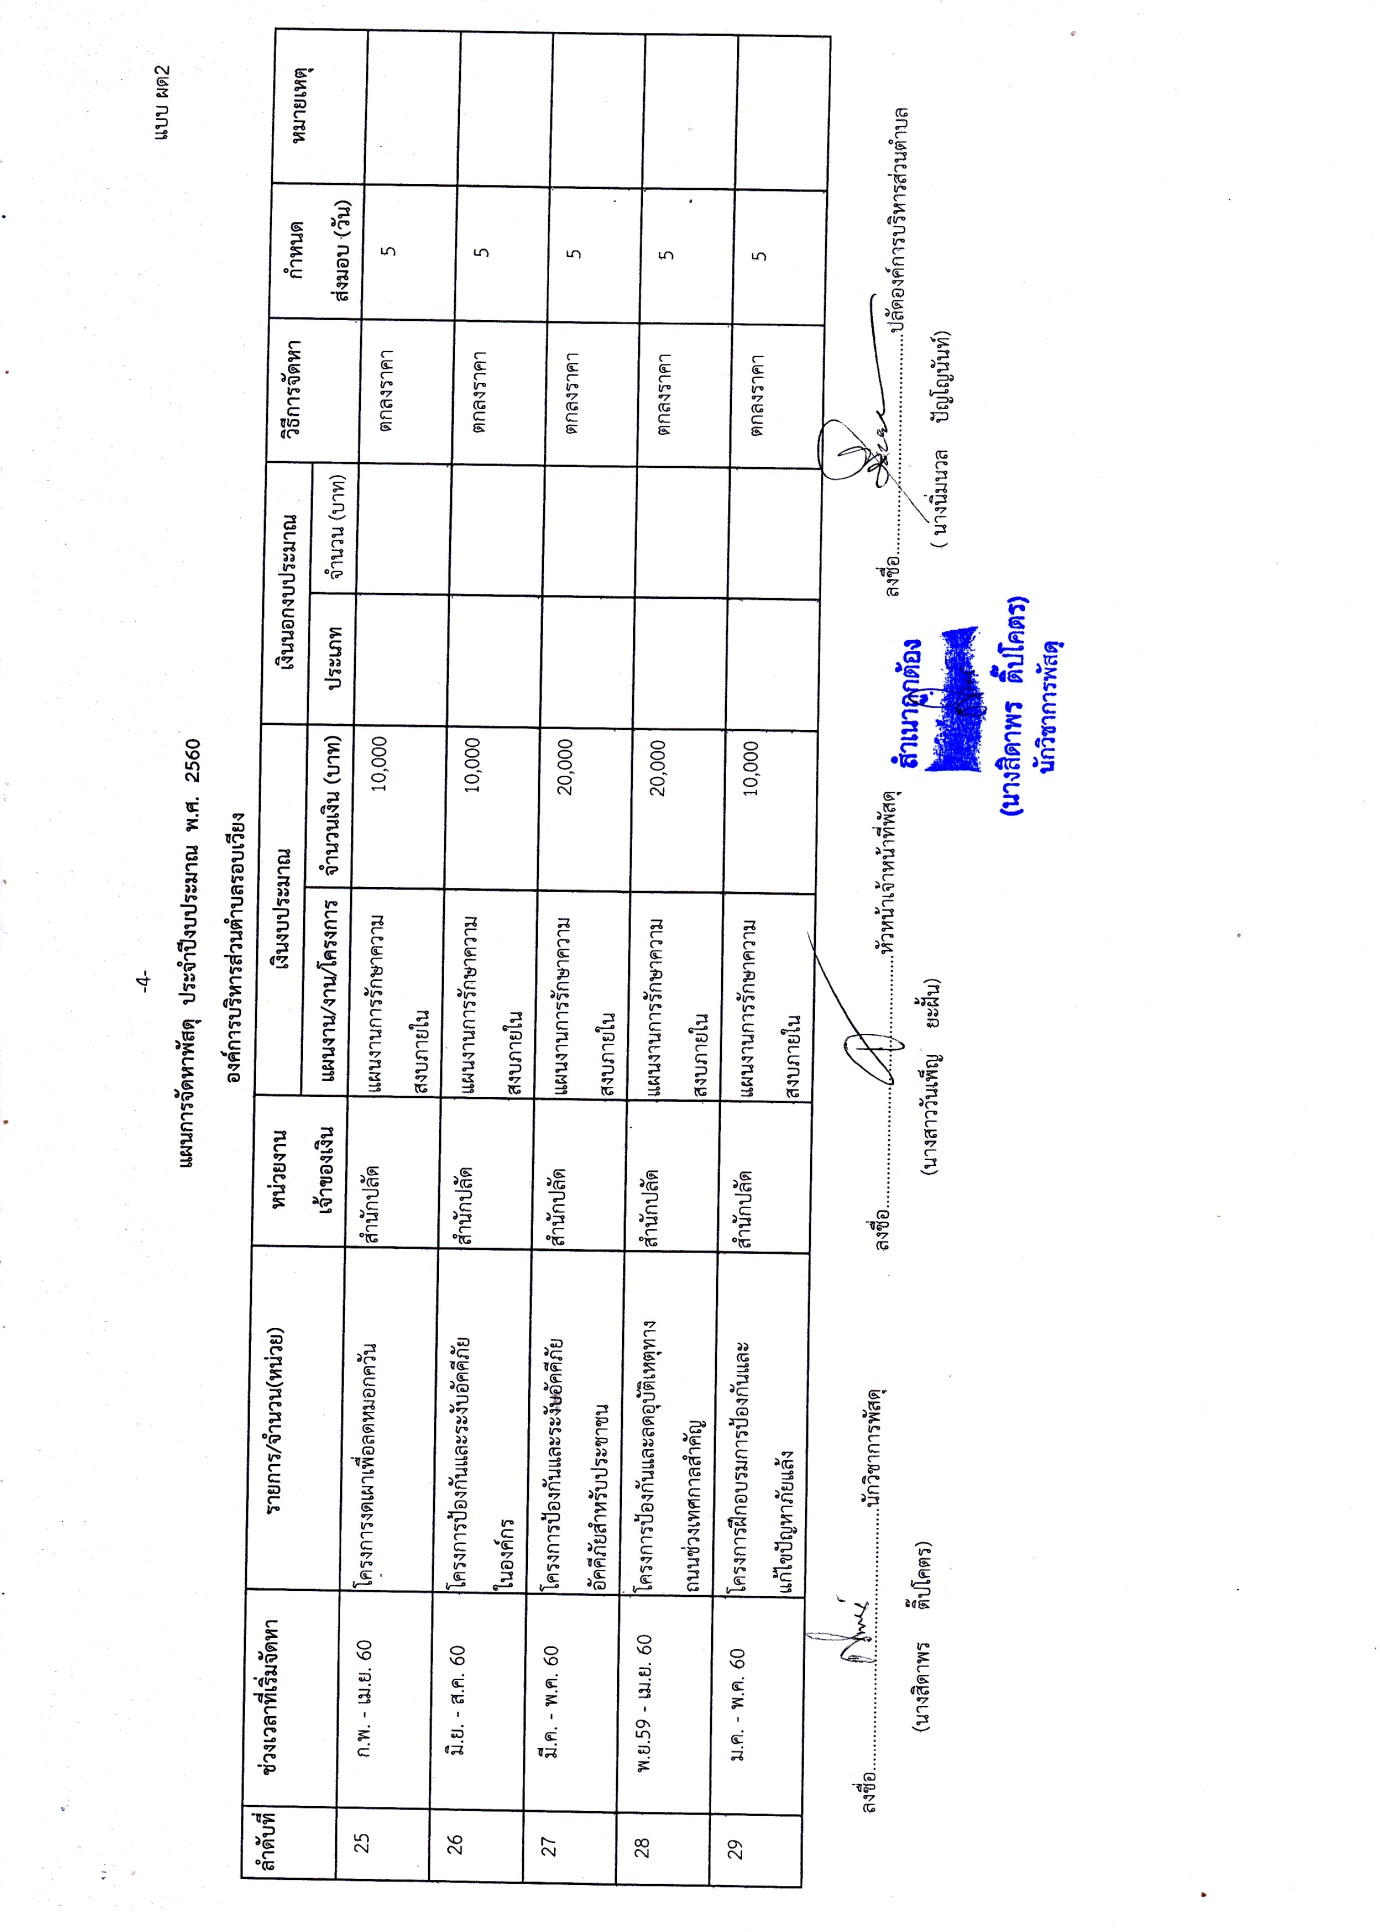 -4-
แบบ ผด2
แผนการจัดหาพัสดุ ประจำปีงบประมาณ พ.ศ. 2560
องค์การบริหารส่วนตำบลรอบเวียง
ลำดับที่ ช่วงเวลาที่เริ่มจัดหา รายการ/จำนวน(หน่วย) หน่วยงาน เงินงบประมาณ เงินนอกงบประมาณ วิธีการจัดหา กำหนด หมายเหตุ
เจ้าของเงิน แผนงาน/งาน/โครงการ จำนวนเงิน (บาท) ประเภท จำนวน (บาท) ส่งมอบ (วัน)
25 ก.พ. - เม.ย. 60 โครงการงดเผาเพื่อลดหมอกควัน สำนักปลัด แผนงานการรักษาความ 10,000 ตกลงราคา 5
สงบภายใน
26 มิ.ย. - ส.ค. 60 โครงการป้องกันและระงับอัคคีภัย สำนักปลัด แผนงานการรักษาความ 10,000 ตกลงราคา 5
ในองค์กร สงบภายใน
27 มี.ค. - พ.ค. 60 โครงการป้องกันและระงับอัคคีภัย สำนักปลัด แผนงานการรักษาความ 20,000 ตกลงราคา 5
อัคคีภัยสำหรับประชาชน สงบภายใน
28 พ.ย.59 - เม.ย. 60 โครงการป้องกันและลดอุบัติเหตุทาง สำนักปลัด แผนงานการรักษาความ 20,000 ตกลงราคา 5
ถนนช่วงเทศกาลสำคัญ สงบภายใน
29 ม.ค. - พ.ค. 60 โครงการฝึกอบรมการป้องกันและ สำนักปลัด แผนงานการรักษาความ 10,000 ตกลงราคา 5
แก้ไขปัญหาภัยแล้ง สงบภายใน
ลงชื่อ..............................นักวิชาการพัสดุ
(นางสิดาพร ติ๊บโคตร)
ลงชื่อ..............................หัวหน้าเจ้าหน้าที่พัสดุ
(นางสาววันเพ็ญ ยะฝั้น)
ลงชื่อ..............................ปลัดองค์การบริหารส่วนตำบล
( นางนิ่มนวล ปัญโญนันท์)
สำเนาถูกต้อง
(นางสิดาพร ติ๊บโคตร)
นักวิชาการพัสดุ